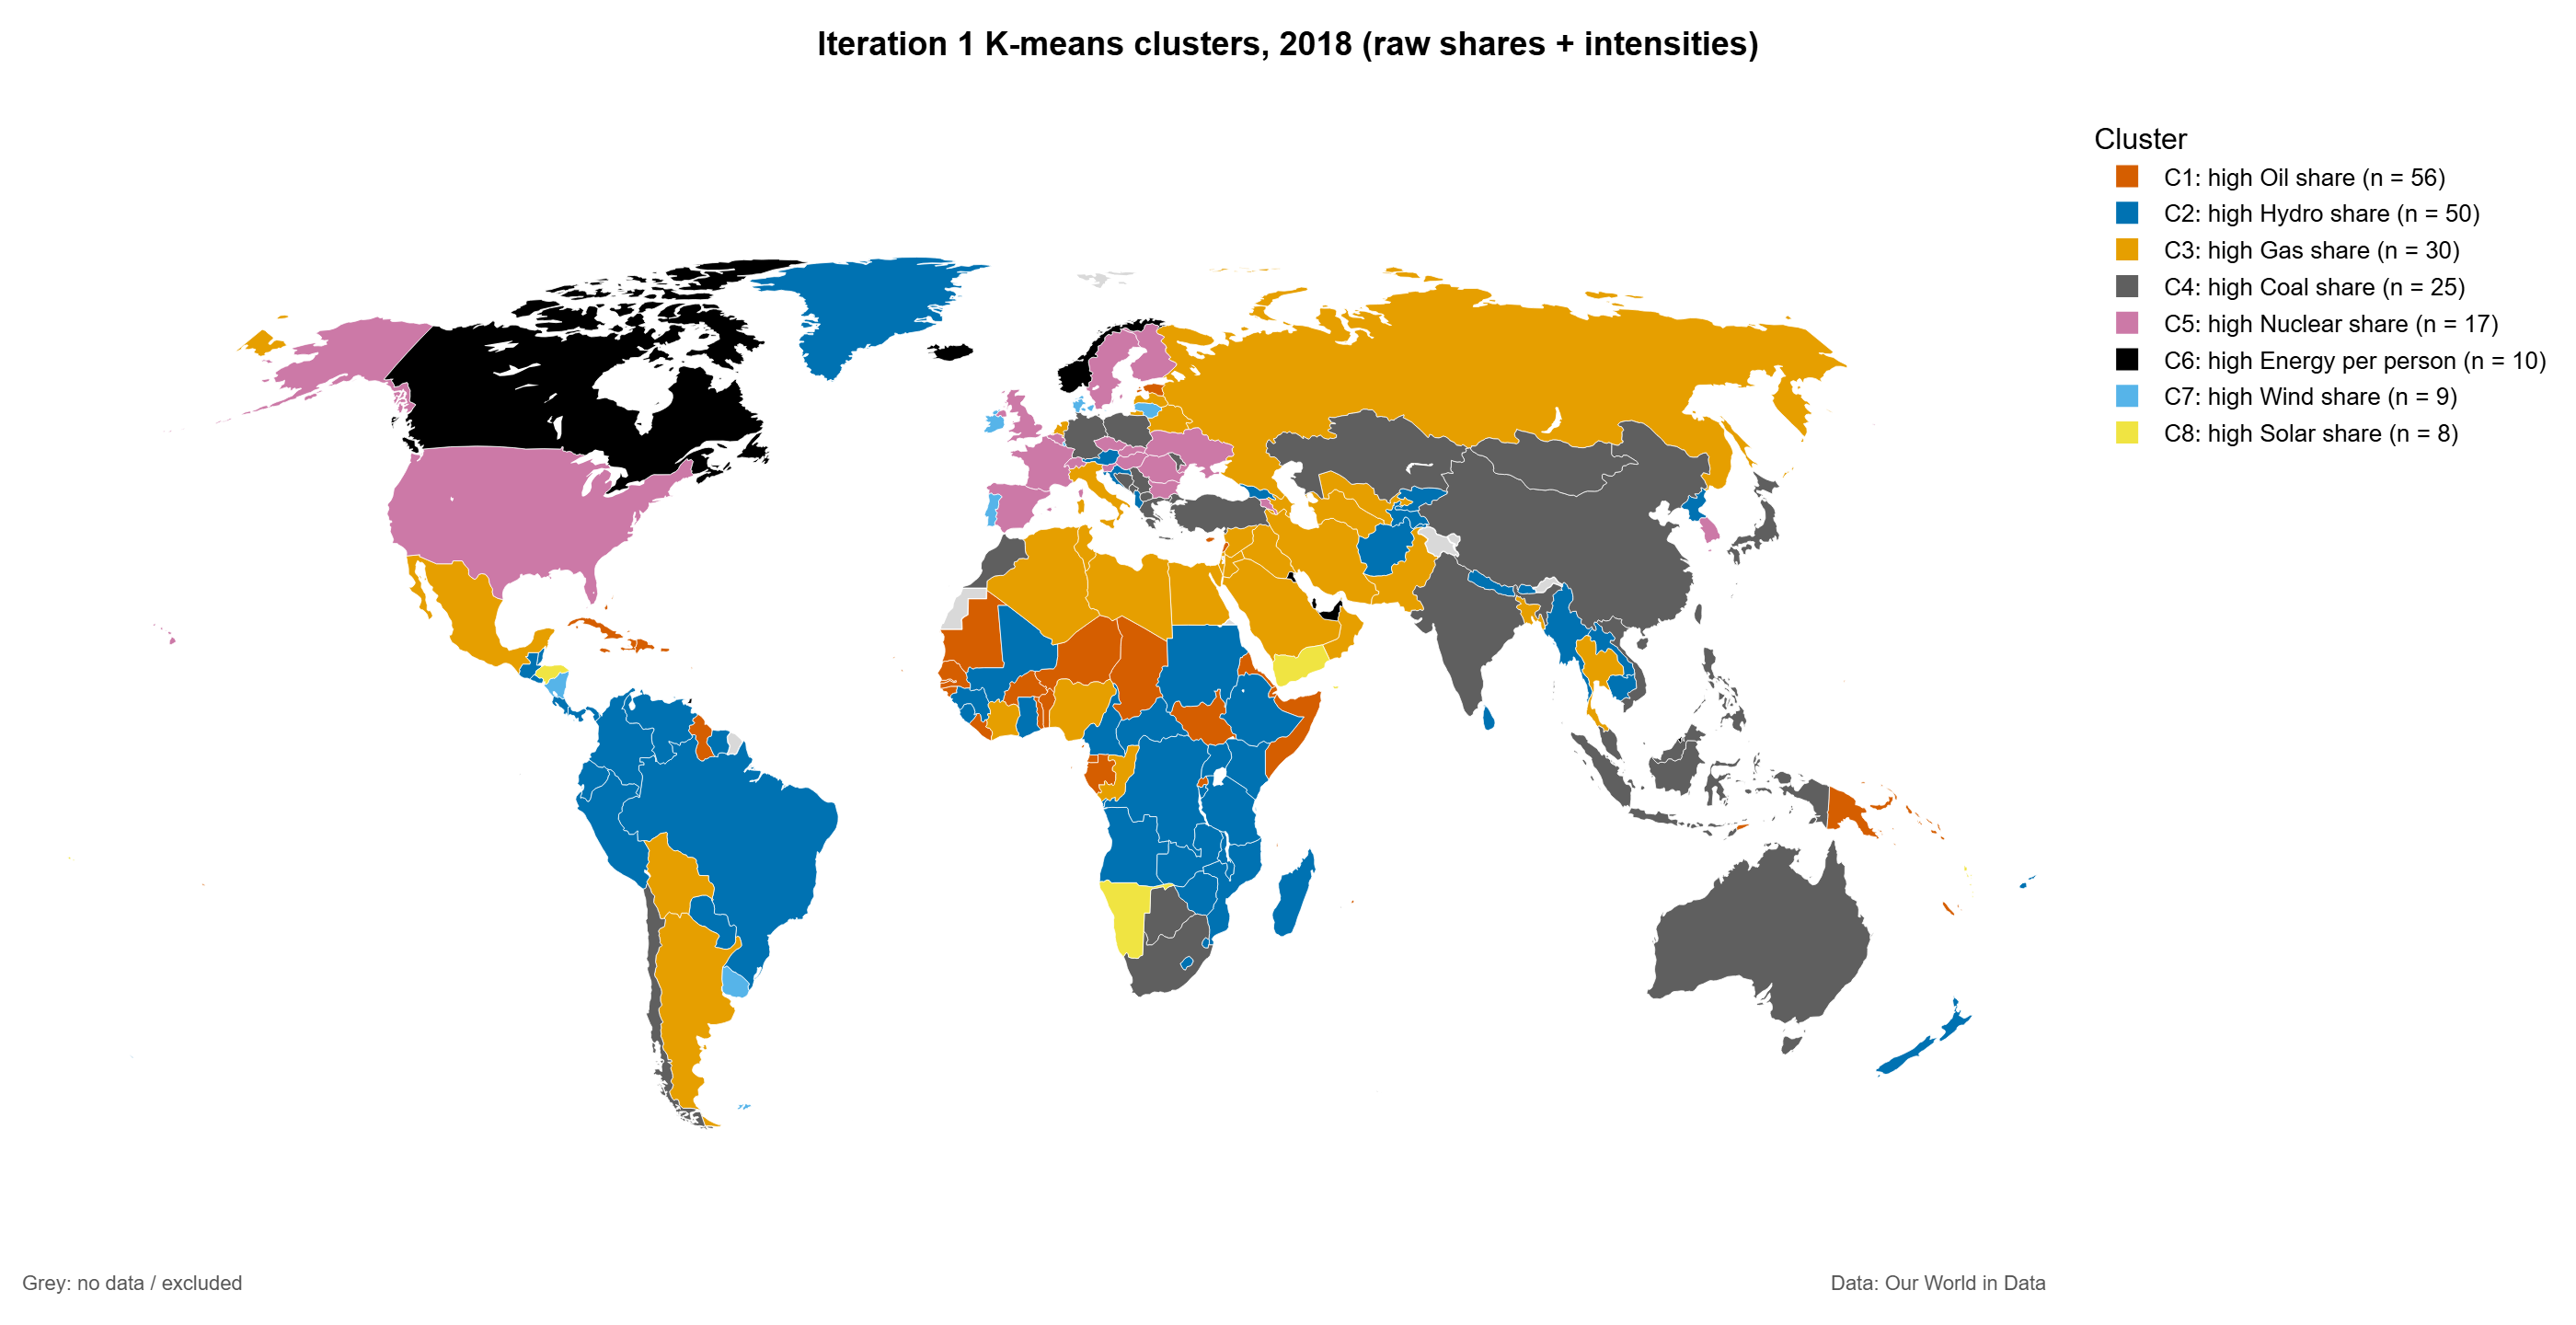 Iteration 1 K-means clusters, 2018 (raw shares + intensities)
Cluster
C1: high Oil share (n = 56)
C2: high Hydro share (n = 50)
C3: high Gas share (n = 30)
C4: high Coal share (n = 25)
C5: high Nuclear share (n = 17)
C6: high Energy per person (n = 10)
C7: high Wind share (n = 9)
C8: high Solar share (n = 8)
Grey: no data / excluded
Data: Our World in Data